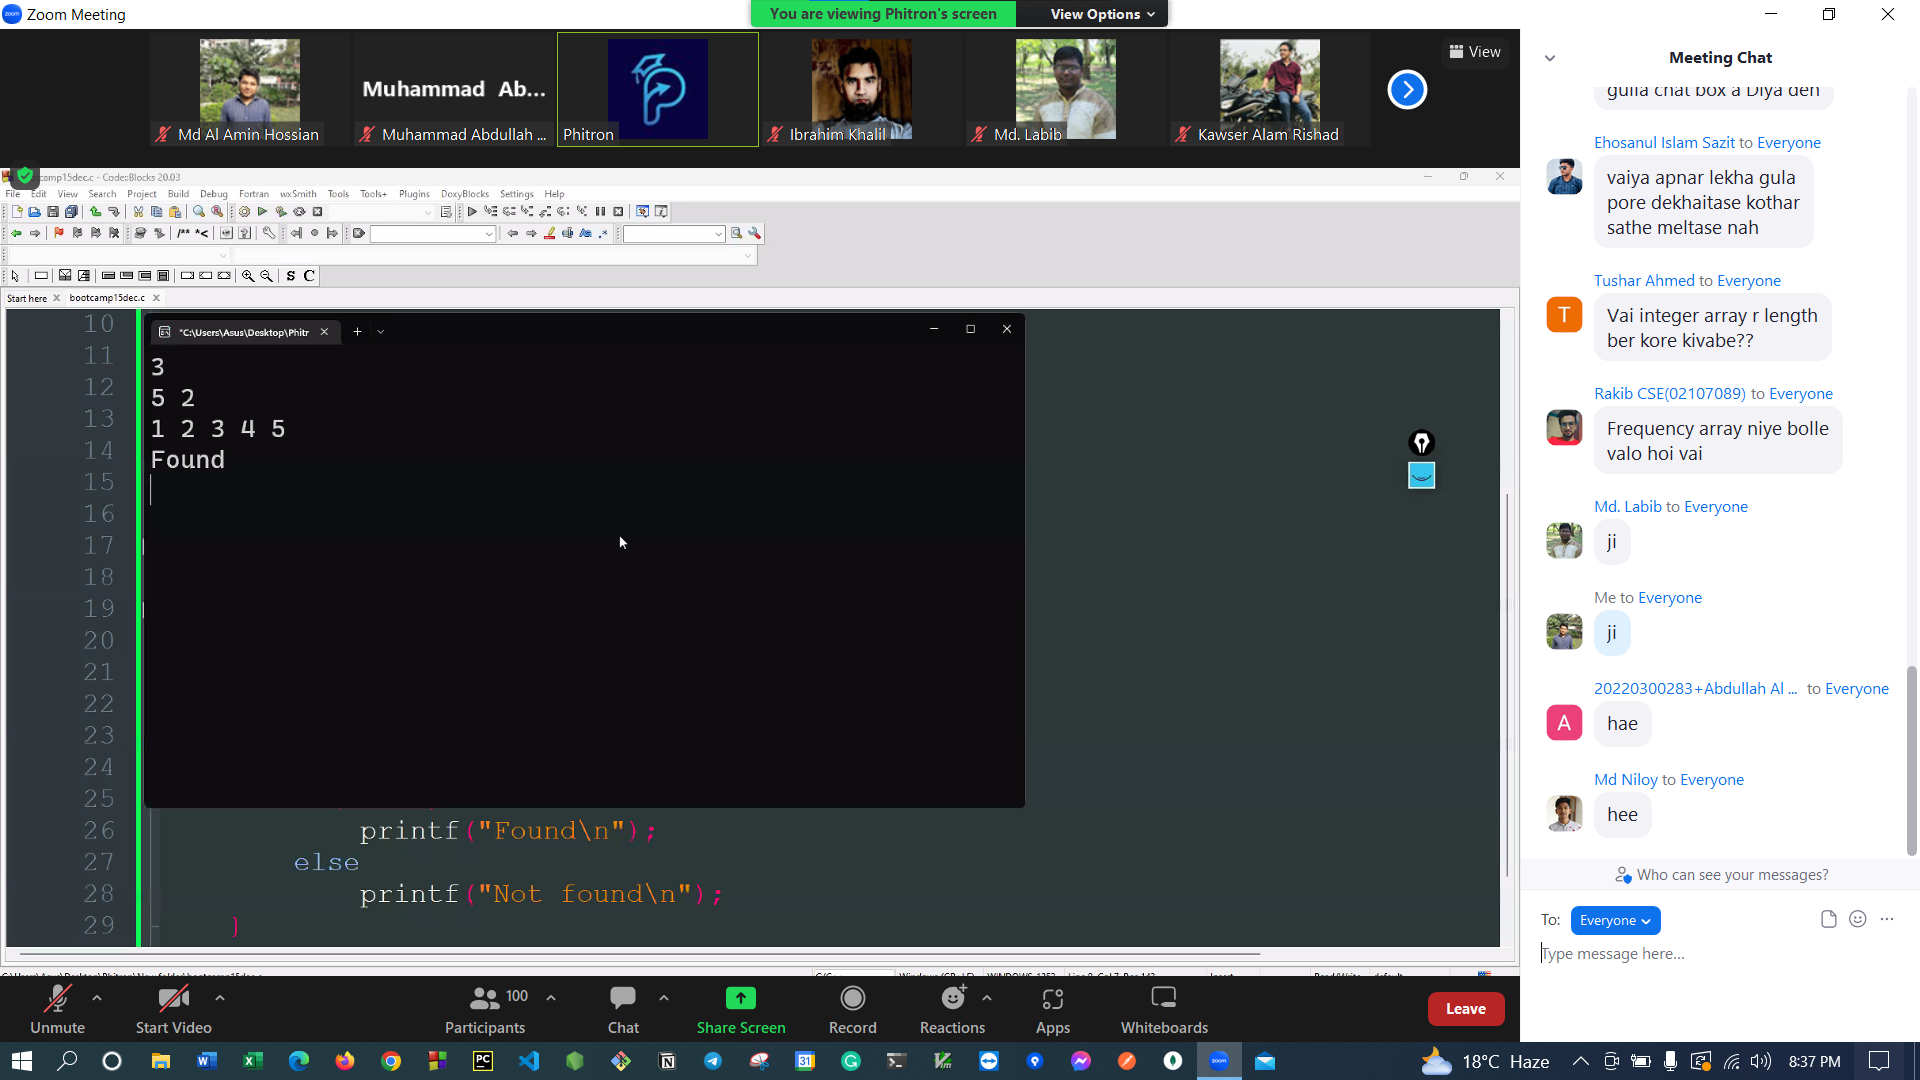 Zoom Meeting
You are viewing Phitron's screen
View Options
View
Md Al Amin Hossian
Muhammad Ab...
Muhammad Abdullah ...
Phitron
Ibrahim Khalil
Md. Labib
Kawser Alam Rishad
camp15dec.c - Code::Blocks 20.03
File Edit View Search Project Build Debug Fortran wxSmith Tools Tools+ Plugins DoxyBlocks Settings Help
Start here
bootcamp15dec.c
"C:\Users\Asus\Desktop\Phitr
3
5 2
1 2 3 4 5
Found
10
11
12
13
14
15
16
17
18
19
20
21
22
23
24
25
26 printf("Found\n");
27 else
28 printf("Not found\n");
29 }
Meeting Chat
gulla chat box a Diya den
Ehosanul Islam Sazit to Everyone
vaiya apnar lekha gula
pore dekhaitase kothar
sathe meltase nah
Tushar Ahmed to Everyone
T
Vai integer array r length
ber kore kivabe??
Rakib CSE(02107089) to Everyone
Frequency array niye bolle
valo hoi vai
Md. Labib to Everyone
ji
Me to Everyone
ji
20220300283+Abdullah Al ... to Everyone
A
hae
Md Niloy to Everyone
hee
Who can see your messages?
To: Everyone
Type message here...
Unmute
Start Video
Participants 100
Chat
Share Screen
Record
Reactions
Apps
Whiteboards
Leave
18°C Haze
8:37 PM